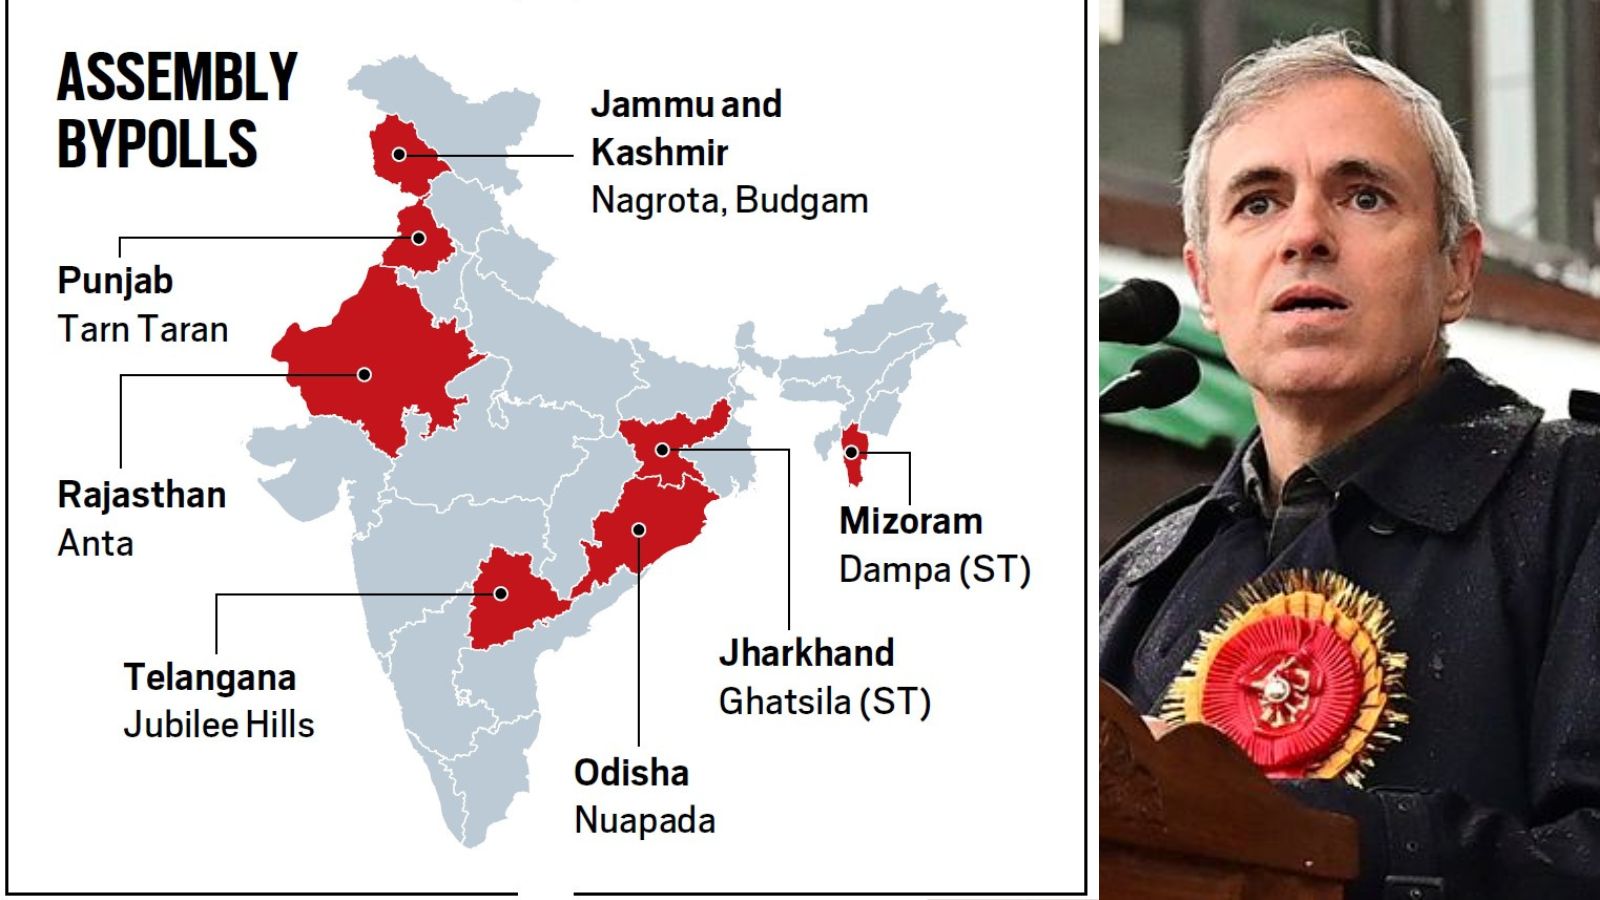 ASSEMBLY
BYPOLLS
Jammu and
Kashmir
Nagrota, Budgam
Punjab
Tarn Taran
Rajasthan
Anta
Mizoram
Dampa (ST)
Jharkhand
Ghatsila (ST)
Telangana
Jubilee Hills
Odisha
Nuapada